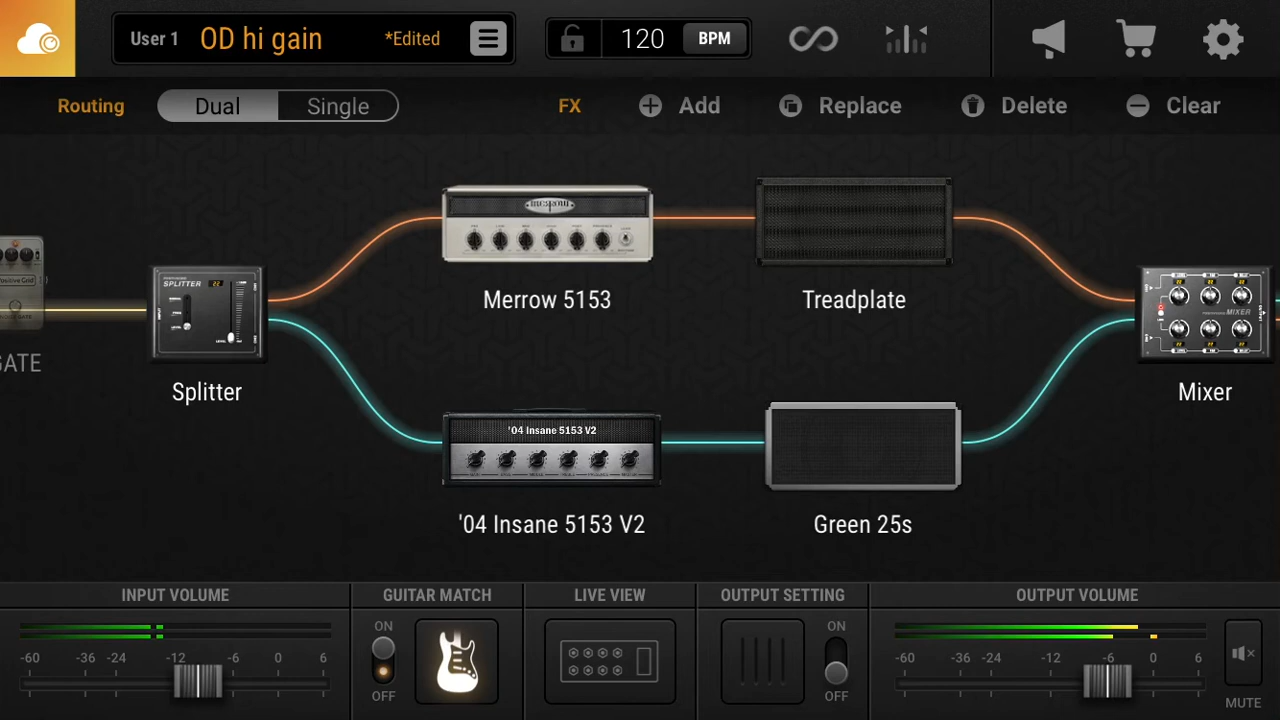 User 1 OD hi gain *Edited 120 BPM
Routing Dual Single FX Add Replace Delete Clear
SPLITTER
Positive Grid
MIXER
Merrow 5153 Treadplate
GATE Splitter Mixer
'04 Insane 5153 V2
'04 Insane 5153 V2 Green 25s
INPUT VOLUME GUITAR MATCH LIVE VIEW OUTPUT SETTING OUTPUT VOLUME
ON ON
-60 -36 -24 -12 -6 0 6 -60 -36 -24 -12 -6 0 6
OFF OFF MUTE